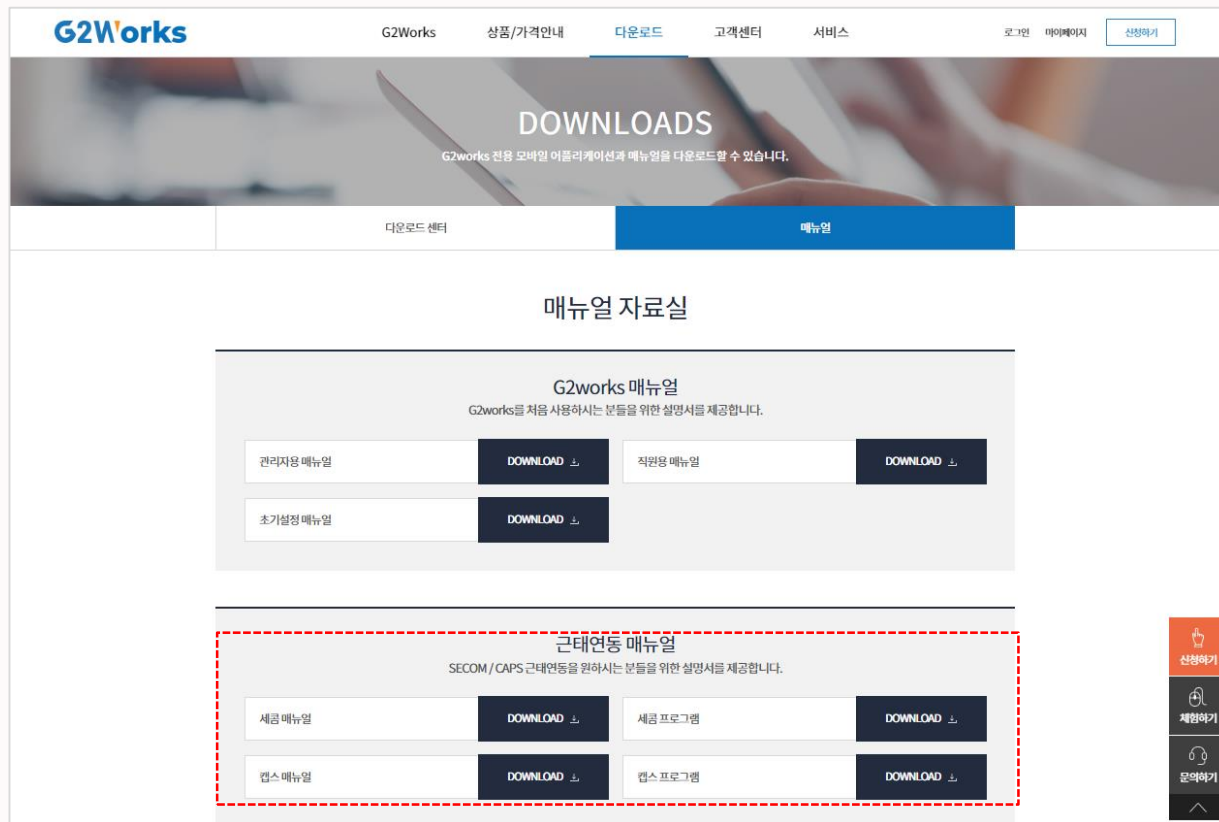 G2Works
G2Works 상품/가격안내 다운로드 고객센터 서비스
로그인 마이페이지 신청하기
DOWNLOADS
G2works 전용 모바일 어플리케이션과 매뉴얼을 다운로드할 수 있습니다.
다운로드 센터 매뉴얼
매뉴얼 자료실
G2works 매뉴얼
G2works를 처음 사용하시는 분들을 위한 설명서를 제공합니다.
관리자용 매뉴얼 DOWNLOAD 직원용 매뉴얼 DOWNLOAD
초기설정 매뉴얼 DOWNLOAD
근태연동 매뉴얼
SECOM / CAPS 근태연동을 원하시는 분들을 위한 설명서를 제공합니다.
세콤 매뉴얼 DOWNLOAD 세콤 프로그램 DOWNLOAD
캡스 매뉴얼 DOWNLOAD 캡스 프로그램 DOWNLOAD
신청하기
체험하기
문의하기